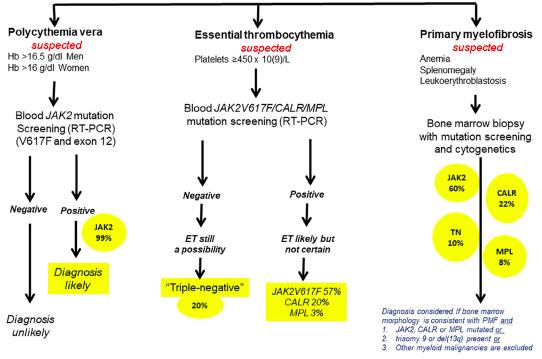 Polycythemia vera
suspected
Hb >16.5 g/dl Men
Hb >16 g/dl Women
Blood JAK2 mutation
Screening (RT-PCR)
(V617F and exon 12)
Negative
Positive
JAK2
99%
Diagnosis
likely
Diagnosis
unlikely
Essential thrombocythemia
suspected
Platelets ≥450 x 10(9)/L
Blood JAK2V617F/CALR/MPL
mutation screening (RT-PCR)
Negative
Positive
ET still
a possibility
ET likely but
not certain
"Triple-negative"
20%
JAK2V617F 57%
CALR 20%
MPL 3%
Primary myelofibrosis
suspected
Anemia
Splenomegaly
Leukoerythroblastosis
Bone marrow biopsy
with mutation screening
and cytogenetics
JAK2
60%
CALR
22%
TN
10%
MPL
8%
Diagnosis considered if bone marrow
morphology is consistent with PMF and
1. JAK2, CALR or MPL mutated or
2. trisomy 9 or del(13q) present or
3. Other myeloid malignancies are excluded